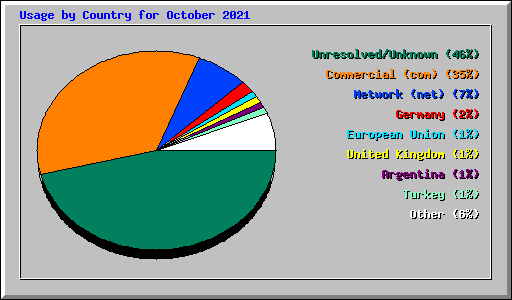 Usage by Country for October 2021
Unresolved/Unknown (46%)
Commercial (com) (35%)
Network (net) (7%)
Germany (2%)
European Union (1%)
United Kingdom (1%)
Argentina (1%)
Turkey (1%)
Other (6%)